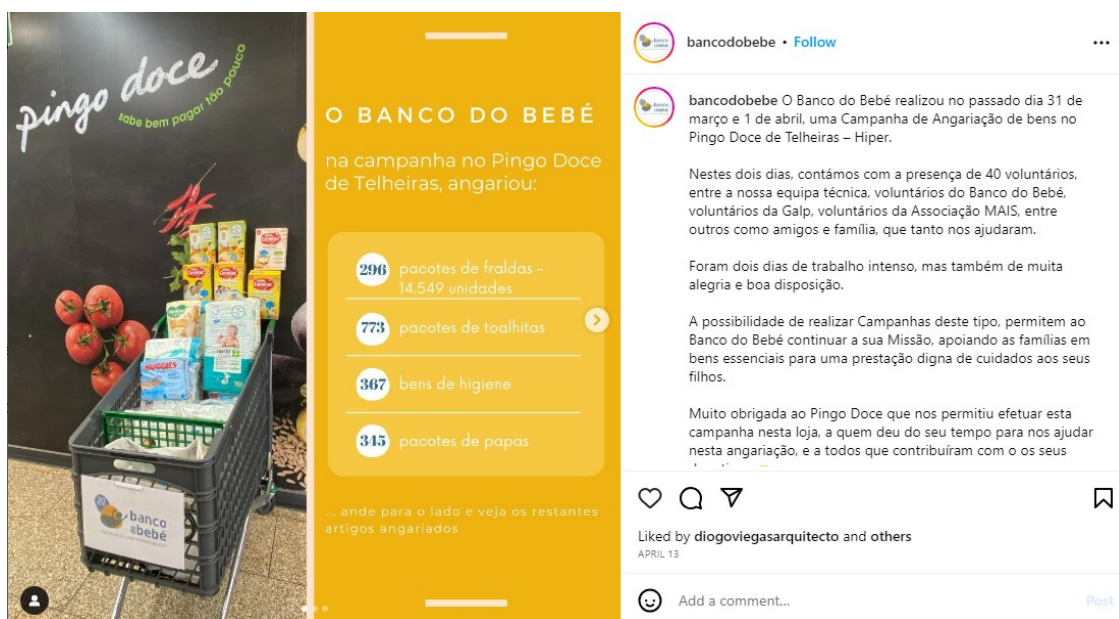 pingo doce
sabe bem pagar tão pouco
HUGGIES
banco
do bebé
O BANCO DO BEBÉ
na campanha no Pingo Doce
de Telheiras, angariou:
296 pacotes de fraldas -
14.549 unidades
773 pacotes de toalhitas
367 bens de higiene
345 pacotes de papas
... ande para o lado e veja os restantes
artigos angariados
bancodobebe • Follow
bancodobebe O Banco do Bebé realizou no passado dia 31 de
março e 1 de abril, uma Campanha de Angariação de bens no
Pingo Doce de Telheiras – Hiper.
Nestes dois dias, contámos com a presença de 40 voluntários,
entre a nossa equipa técnica, voluntários do Banco do Bebé,
voluntários da Galp, voluntários da Associação MAIS, entre
outros como amigos e família, que tanto nos ajudaram.
Foram dois dias de trabalho intenso, mas também de muita
alegria e boa disposição.
A possibilidade de realizar Campanhas deste tipo, permitem ao
Banco do Bebé continuar a sua Missão, apoiando as famílias em
bens essenciais para uma prestação digna de cuidados aos seus
filhos.
Muito obrigada ao Pingo Doce que nos permitiu efetuar esta
campanha nesta loja, a quem deu do seu tempo para nos ajudar
nesta angariação, e a todos que contribuíram com o os seus
Liked by diogoviegasarquitecto and others
APRIL 13
Add a comment...
Post